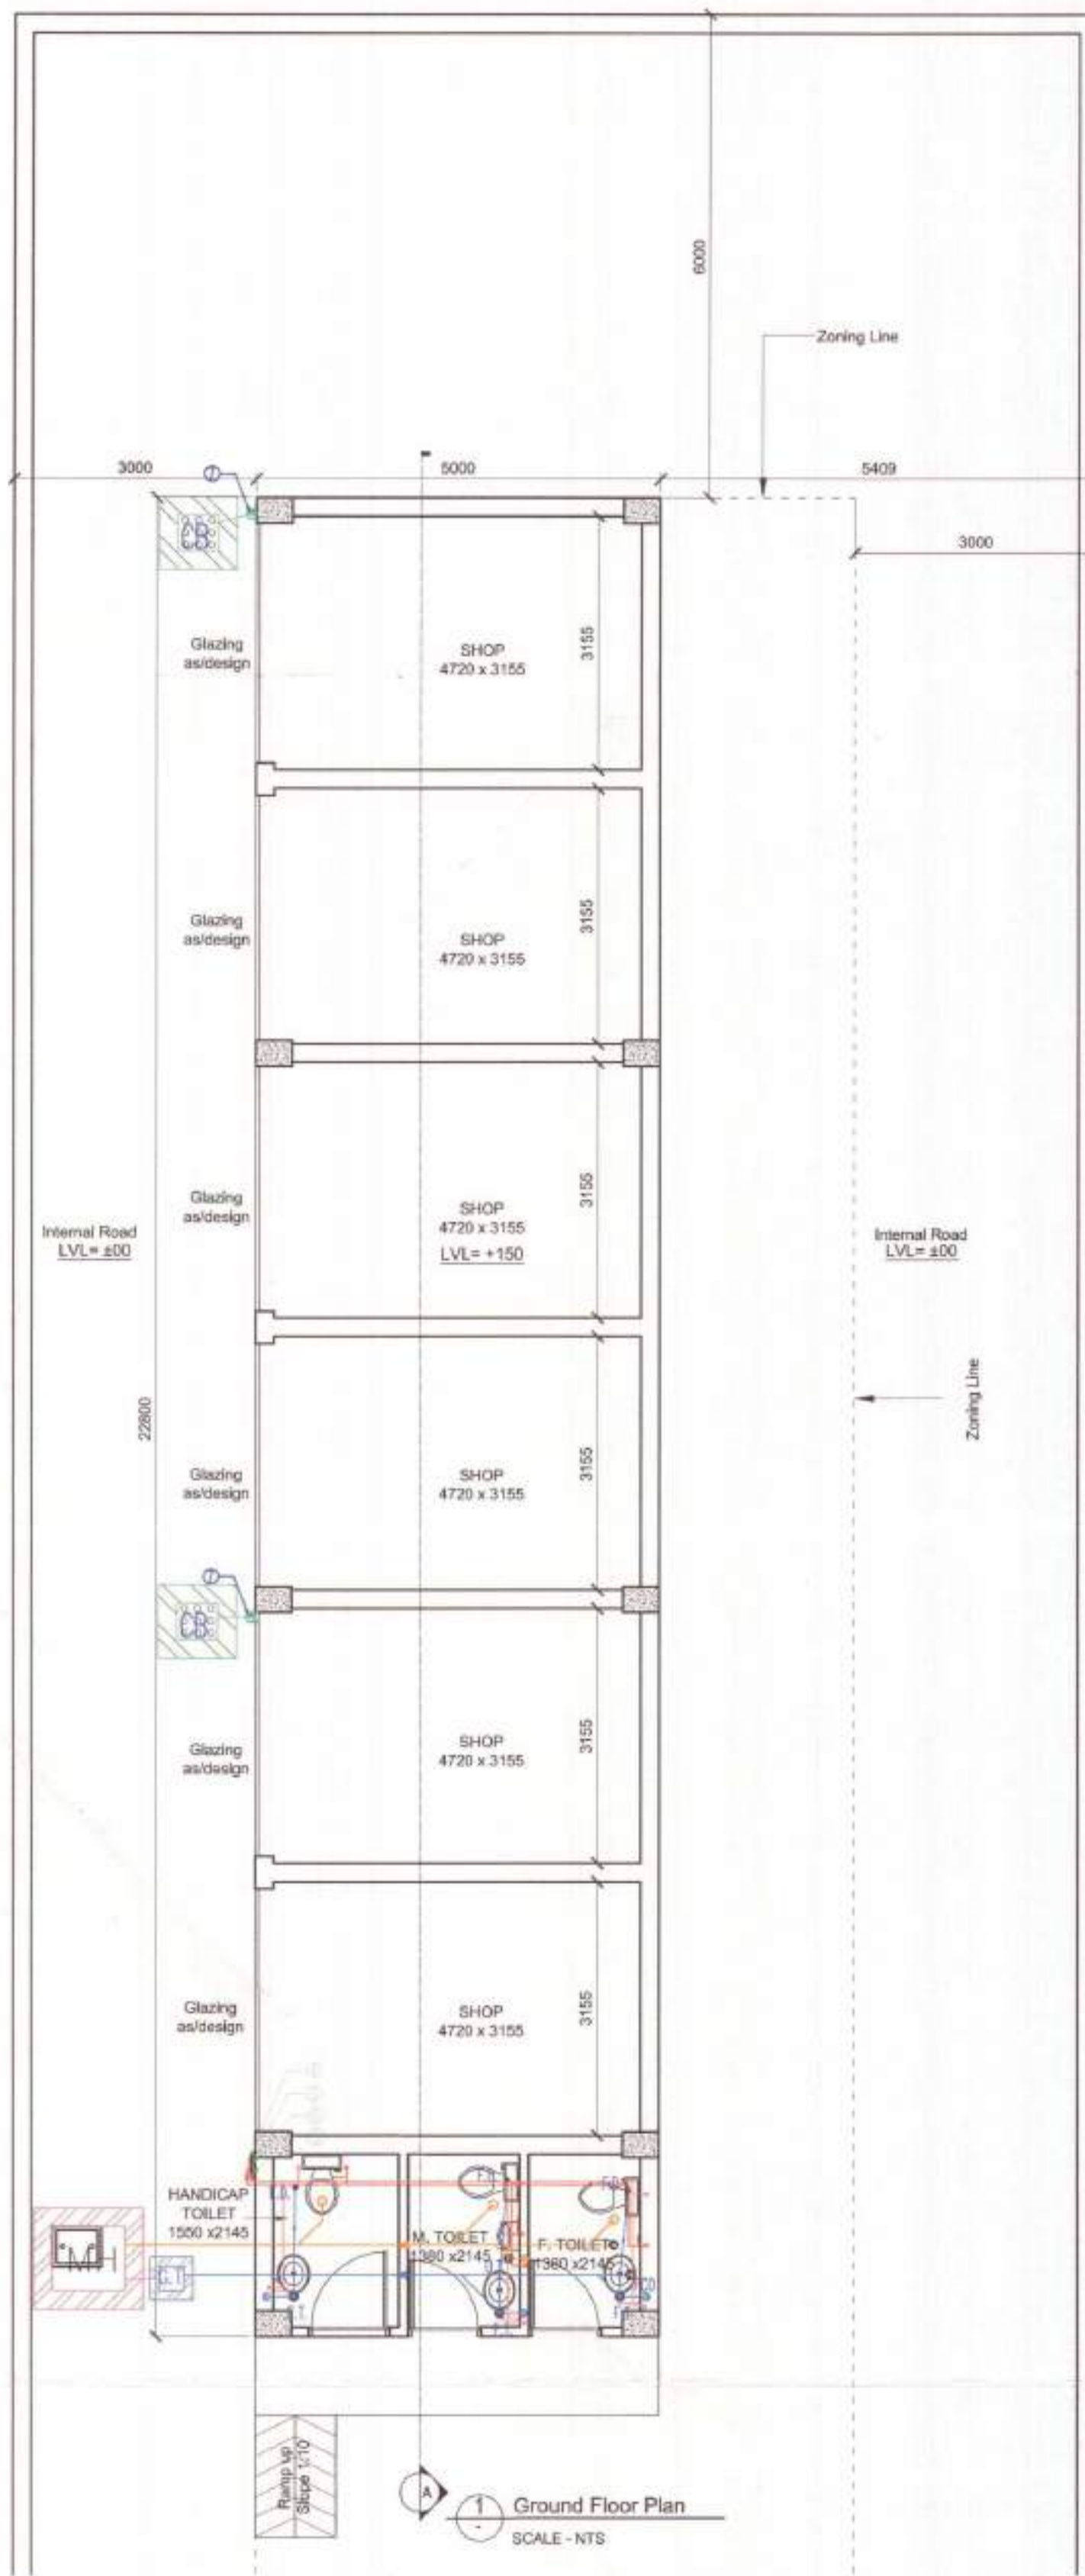 6000
Zoning Line
3000
5000
5409
3000
CB
Glazing
as/design
SHOP
4720 x 3155
3155
Glazing
as/design
SHOP
4720 x 3155
3155
Glazing
as/design
SHOP
4720 x 3155
LVL= +150
3155
Internal Road
LVL= ±00
Internal Road
LVL= ±00
Zoning Line
22800
Glazing
as/design
SHOP
4720 x 3155
3155
CB
Glazing
as/design
SHOP
4720 x 3155
3155
Glazing
as/design
SHOP
4720 x 3155
3155
HANDICAP
TOILET
1550 x2145
M. TOILET
1380 x2145
F. TOILET
1380 x2145
F.D.
F.D.
F.D.
G.T
Ramp up
Slope 1/10
A
1
-
Ground Floor Plan
SCALE - NTS